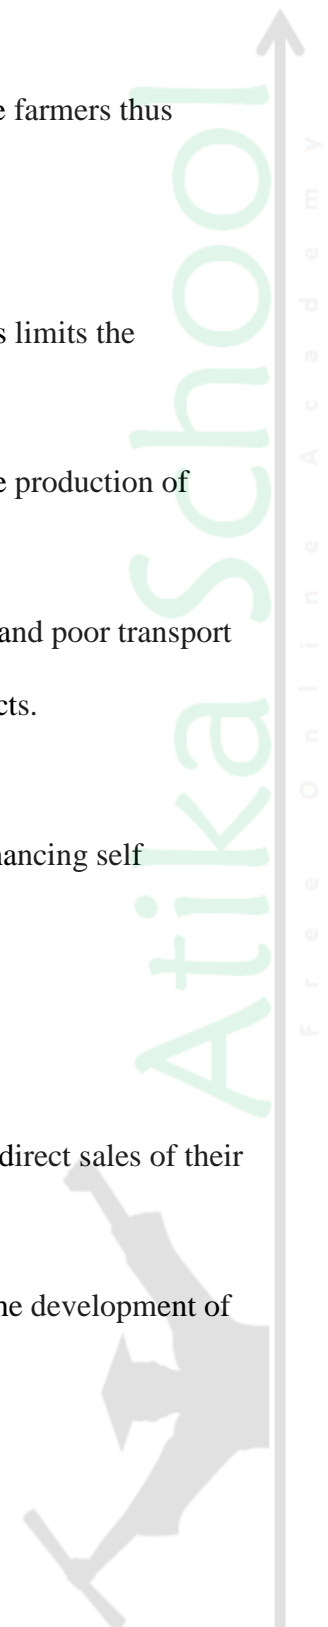 farmers thus
limits the
production of
and poor transport
cts.
nancing self
direct sales of their
he development of
Atika School
Free Online Academy